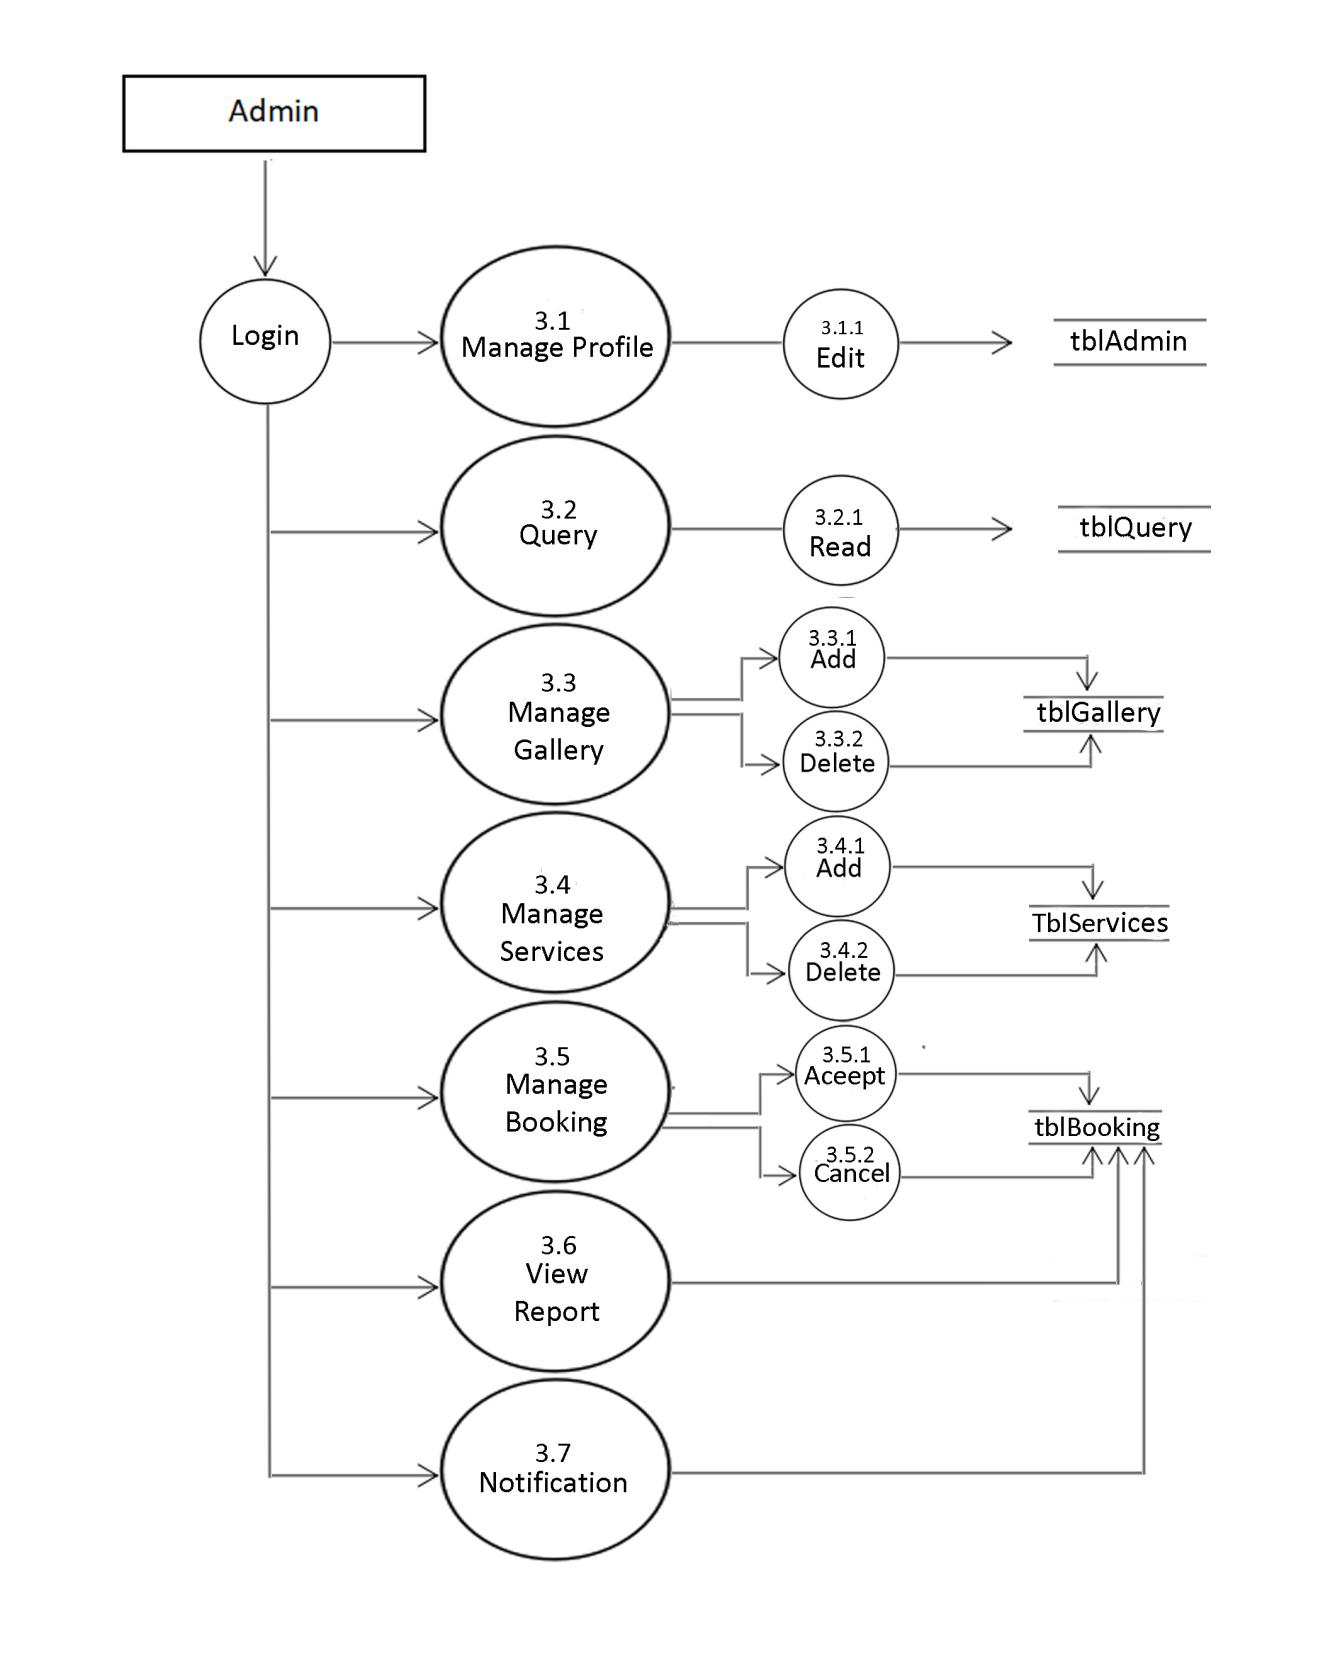 Admin
Login
3.1
Manage Profile
3.1.1
Edit
tblAdmin
3.2
Query
3.2.1
Read
tblQuery
3.3
Manage
Gallery
3.3.1
Add
3.3.2
Delete
tblGallery
3.4
Manage
Services
3.4.1
Add
3.4.2
Delete
TblServices
3.5
Manage
Booking
3.5.1
Aceept
3.5.2
Cancel
tblBooking
3.6
View
Report
3.7
Notification